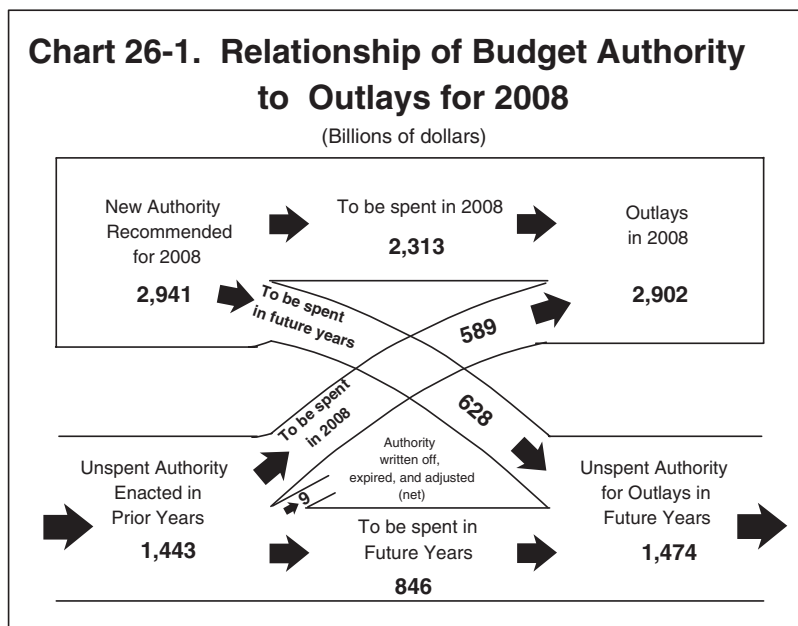 Chart 26-1. Relationship of Budget Authority
to Outlays for 2008
(Billions of dollars)
New Authority
Recommended
for 2008
2,941
To be spent in 2008
2,313
Outlays
in 2008
2,902
To be spent
in future years
589
To be spent
in 2008
628
Authority
written off,
expired, and adjusted
(net)
9
Unspent Authority
Enacted in
Prior Years
1,443
To be spent in
Future Years
846
Unspent Authority
for Outlays in
Future Years
1,474